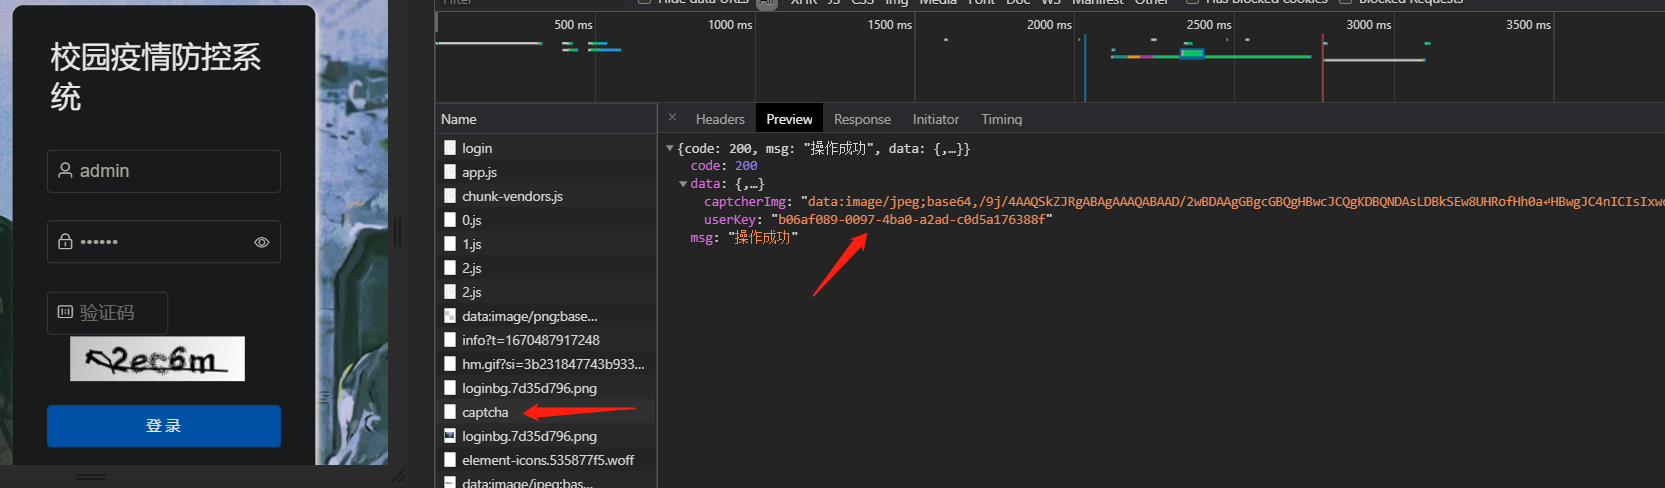 校园疫情防控系
统
admin
••••••
验证码
2ec6m
登 录
Filter
Hide data URLs
All
XHR JS CSS Img Media Font Doc WS Manifest Other
Has blocked cookies
Blocked Requests
500 ms
1000 ms
1500 ms
2000 ms
2500 ms
3000 ms
3500 ms
Name
login
app.js
chunk-vendors.js
0.js
1.js
2.js
2.js
data:image/png;base...
info?t=1670487917248
hm.gif?si=3b231847743b933...
loginbg.7d35d796.png
captcha
loginbg.7d35d796.png
element-icons.535877f5.woff
data:image/jpeg;bas...
× Headers Preview Response Initiator Timing
{code: 200, msg: "操作成功", data: {,…}}
code: 200
data: {,…}
captcherImg: "data:image/jpeg;base64,/9j/4AAQSkZJRgABAgAAAQABAAD/2wBDAAgGBgcGBQgHBwcJCQgKDBQNDAsLDBkSEw8UHRofHh0a↵HBwgJC4nICIsIxwc
userKey: "b06af089-0097-4ba0-a2ad-c0d5a176388f"
msg: "操作成功"